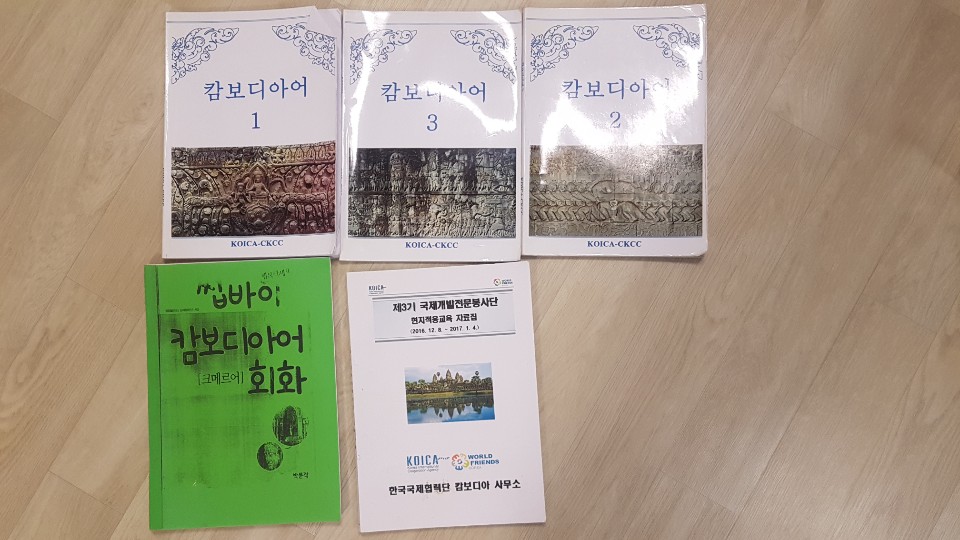 캄보디아어
1
KOICA-CKCC
캄보디아어
3
KOICA-CKCC
캄보디아어
2
KOICA-CKCC
씹바이
캄보디아어
[크메르어] 회화
KOICA
제3기 국제개발전문봉사단
현지적응교육 자료집
(2016. 12. 8. - 2017. 1. 4.)
KOICA WORLD FRIENDS
한국국제협력단 캄보디아 사무소